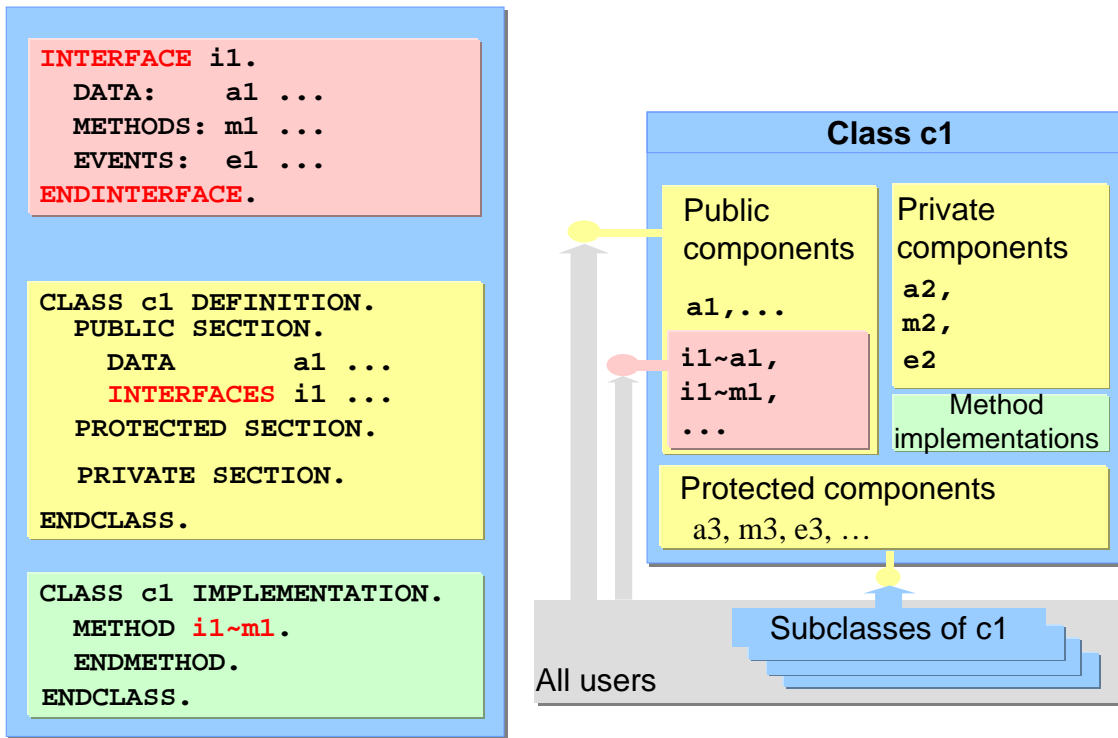 INTERFACE i1.
DATA: a1 ...
METHODS: m1 ...
EVENTS: e1 ...
ENDINTERFACE.
CLASS c1 DEFINITION.
PUBLIC SECTION.
DATA a1 ...
INTERFACES i1 ...
PROTECTED SECTION.
PRIVATE SECTION.
ENDCLASS.
CLASS c1 IMPLEMENTATION.
METHOD i1~m1.
ENDMETHOD.
ENDCLASS.
Class c1
Public
components
a1,...
i1~a1,
i1~m1,
...
Private
components
a2,
m2,
e2
Method
implementations
Protected components
a3, m3, e3, …
Subclasses of c1
All users